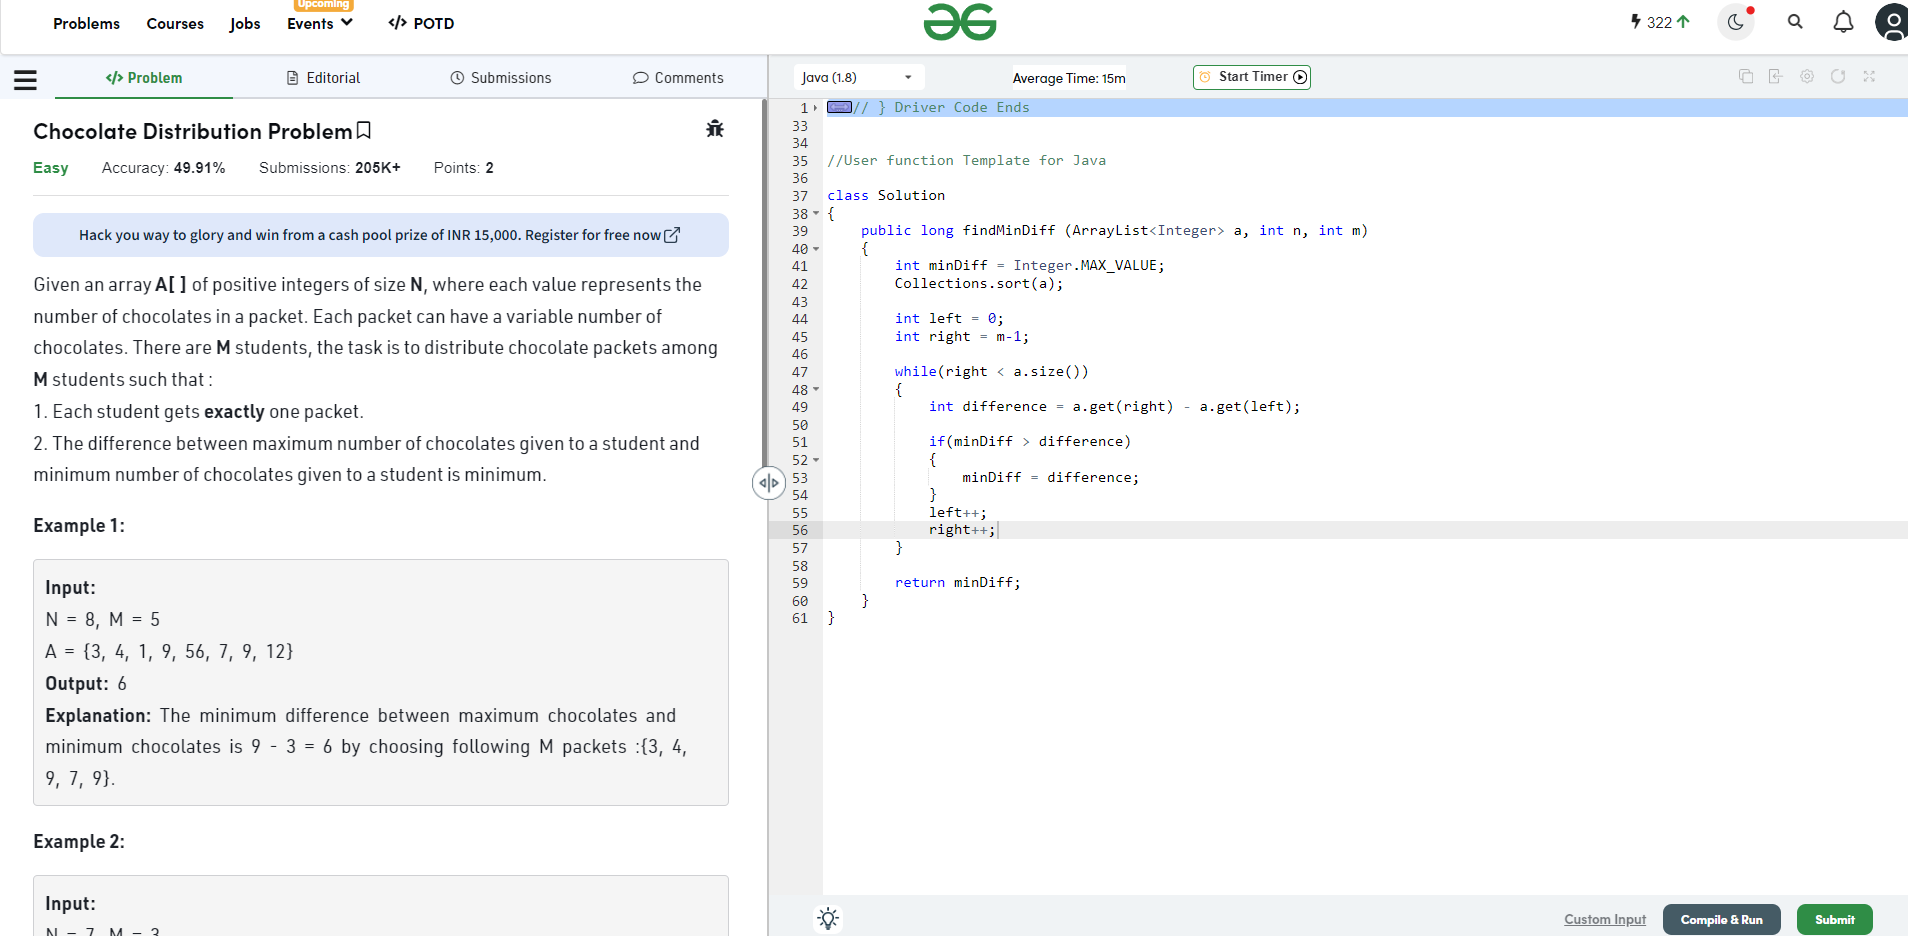 Upcoming
Problems Courses Jobs Events </> POTD
322
</> Problem Editorial Submissions Comments
Java (1.8) Average Time: 15m Start Timer
Chocolate Distribution Problem
Easy Accuracy: 49.91% Submissions: 205K+ Points: 2
Hack you way to glory and win from a cash pool prize of INR 15,000. Register for free now
Given an array A[ ] of positive integers of size N, where each value represents the
number of chocolates in a packet. Each packet can have a variable number of
chocolates. There are M students, the task is to distribute chocolate packets among
M students such that :
1. Each student gets exactly one packet.
2. The difference between maximum number of chocolates given to a student and
minimum number of chocolates given to a student is minimum.
Example 1:
Input:
N = 8, M = 5
A = {3, 4, 1, 9, 56, 7, 9, 12}
Output: 6
Explanation: The minimum difference between maximum chocolates and
minimum chocolates is 9 - 3 = 6 by choosing following M packets :{3, 4,
9, 7, 9}.
Example 2:
Input:
N = 7, M = 3
1 // } Driver Code Ends
33
34
35 //User function Template for Java
36
37 class Solution
38 {
39 public long findMinDiff (ArrayList<Integer> a, int n, int m)
40 {
41 int minDiff = Integer.MAX_VALUE;
42 Collections.sort(a);
43
44 int left = 0;
45 int right = m-1;
46
47 while(right < a.size())
48 {
49 int difference = a.get(right) - a.get(left);
50
51 if(minDiff > difference)
52 {
53 minDiff = difference;
54 }
55 left++;
56 right++;
57 }
58
59 return minDiff;
60 }
61 }
Custom Input Compile & Run Submit